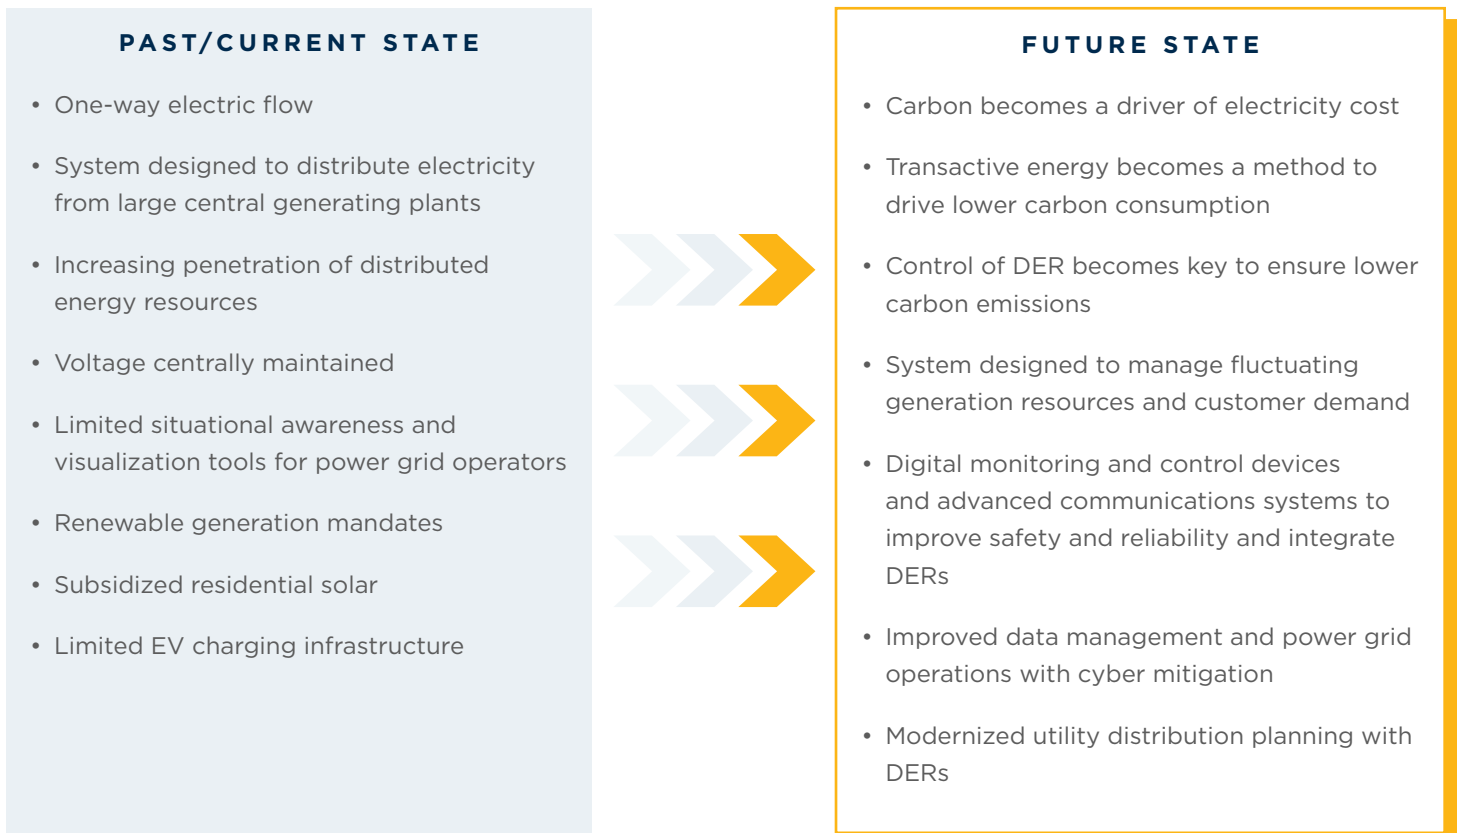 PAST/CURRENT STATE
• One-way electric flow
• System designed to distribute electricity
from large central generating plants
• Increasing penetration of distributed
energy resources
• Voltage centrally maintained
• Limited situational awareness and
visualization tools for power grid operators
• Renewable generation mandates
• Subsidized residential solar
• Limited EV charging infrastructure
FUTURE STATE
• Carbon becomes a driver of electricity cost
• Transactive energy becomes a method to
drive lower carbon consumption
• Control of DER becomes key to ensure lower
carbon emissions
• System designed to manage fluctuating
generation resources and customer demand
• Digital monitoring and control devices
and advanced communications systems to
improve safety and reliability and integrate
DERs
• Improved data management and power grid
operations with cyber mitigation
• Modernized utility distribution planning with
DERs